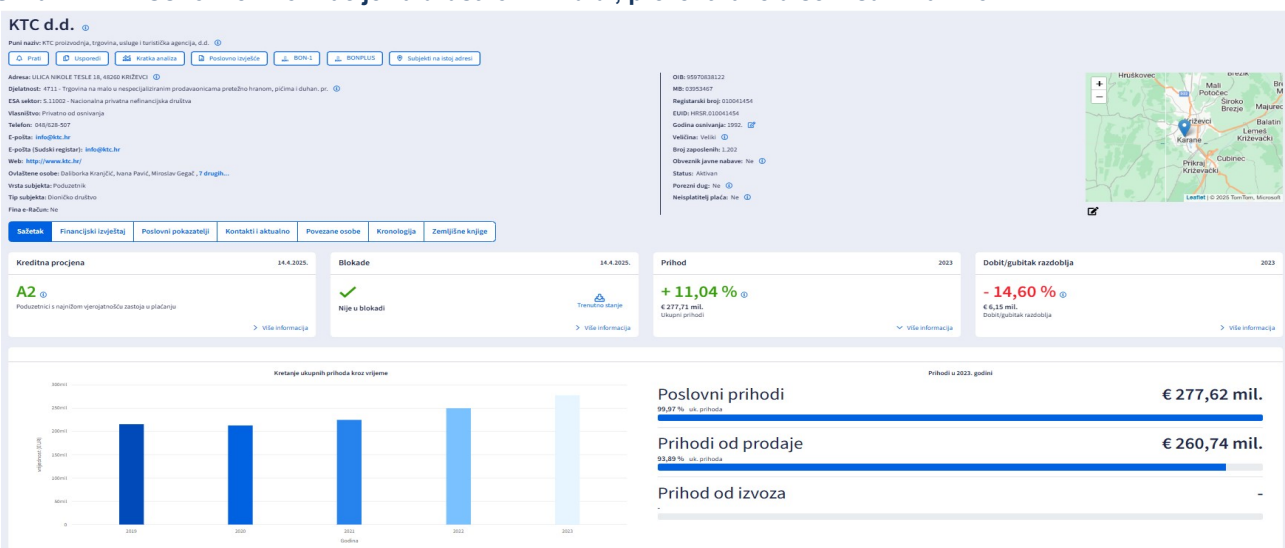 KTC d.d.
Puni naziv: KTC proizvodnja, trgovina, usluge i turistička agencija, d.d.
Prati
Usporedi
Kratka analiza
Poslovno izvješće
BON-1
BONPLUS
Subjekti na istoj adresi
Adresa: ULICA NIKOLE TESLE 18, 48260 KRIŽEVCI
Djelatnost: 4711 - Trgovina na malo u nespecijaliziranim prodavaonicama pretežno hranom, pićima i duhan. pr.
ESA sektor: S.11002 - Nacionalna privatna nefinancijska društva
Vlasništvo: Privatno od osnivanja
Telefon: 048/628-507
E-pošta: info@ktc.hr
E-pošta (Sudski registar): info@ktc.hr
Web: http://www.ktc.hr/
Ovlaštene osobe: Daliborka Kranjčić, Ivana Pavić, Miroslav Gegač , 7 drugih...
Vrsta subjekta: Poduzetnik
Tip subjekta: Dioničko društvo
Fina e-Račun: Ne
OIB: 95970838122
MB: 03953467
Registarski broj: 010041454
EUID: HRSR.010041454
Godina osnivanja: 1992.
Veličina: Veliki
Broj zaposlenih: 1.202
Obveznik javne nabave: Ne
Status: Aktivan
Porezni dug: Ne
Neisplatitelj plaća: Ne
+
−
Hruškovec
Mali
Potočec
Široko
Brezje
Majurec
Križevci
Balatin
Karane
Lemeš
Križevački
Prikraj
Križevački
Cubinec
Leaflet | © 2025 TomTom, Microsoft
Sažetak
Financijski izvještaj
Poslovni pokazatelji
Kontakti i aktualno
Povezane osobe
Kronologija
Zemljišne knjige
Kreditna procjena
14.4.2025.
A2
Poduzetnici s najnižom vjerojatnošću zastoja u plaćanju
> Više informacija
Blokade
14.4.2025.
Nije u blokadi
Trenutno stanje
> Više informacija
Prihod
2023
+ 11,04 %
€ 277,71 mil.
Ukupni prihodi
Više informacija
Dobit/gubitak razdoblja
2023
- 14,60 %
€ 6,15 mil.
Dobit/gubitak razdoblja
> Više informacija
Kretanje ukupnih prihoda kroz vrijeme
300mil
250mil
200mil
150mil
100mil
50mil
0
vrijednost (EUR)
2019
2020
2021
2022
2023
Godina
Prihodi u 2023. godini
Poslovni prihodi
€ 277,62 mil.
99,97 % uk. prihoda
Prihodi od prodaje
€ 260,74 mil.
93,89 % uk. prihoda
Prihod od izvoza
-
-